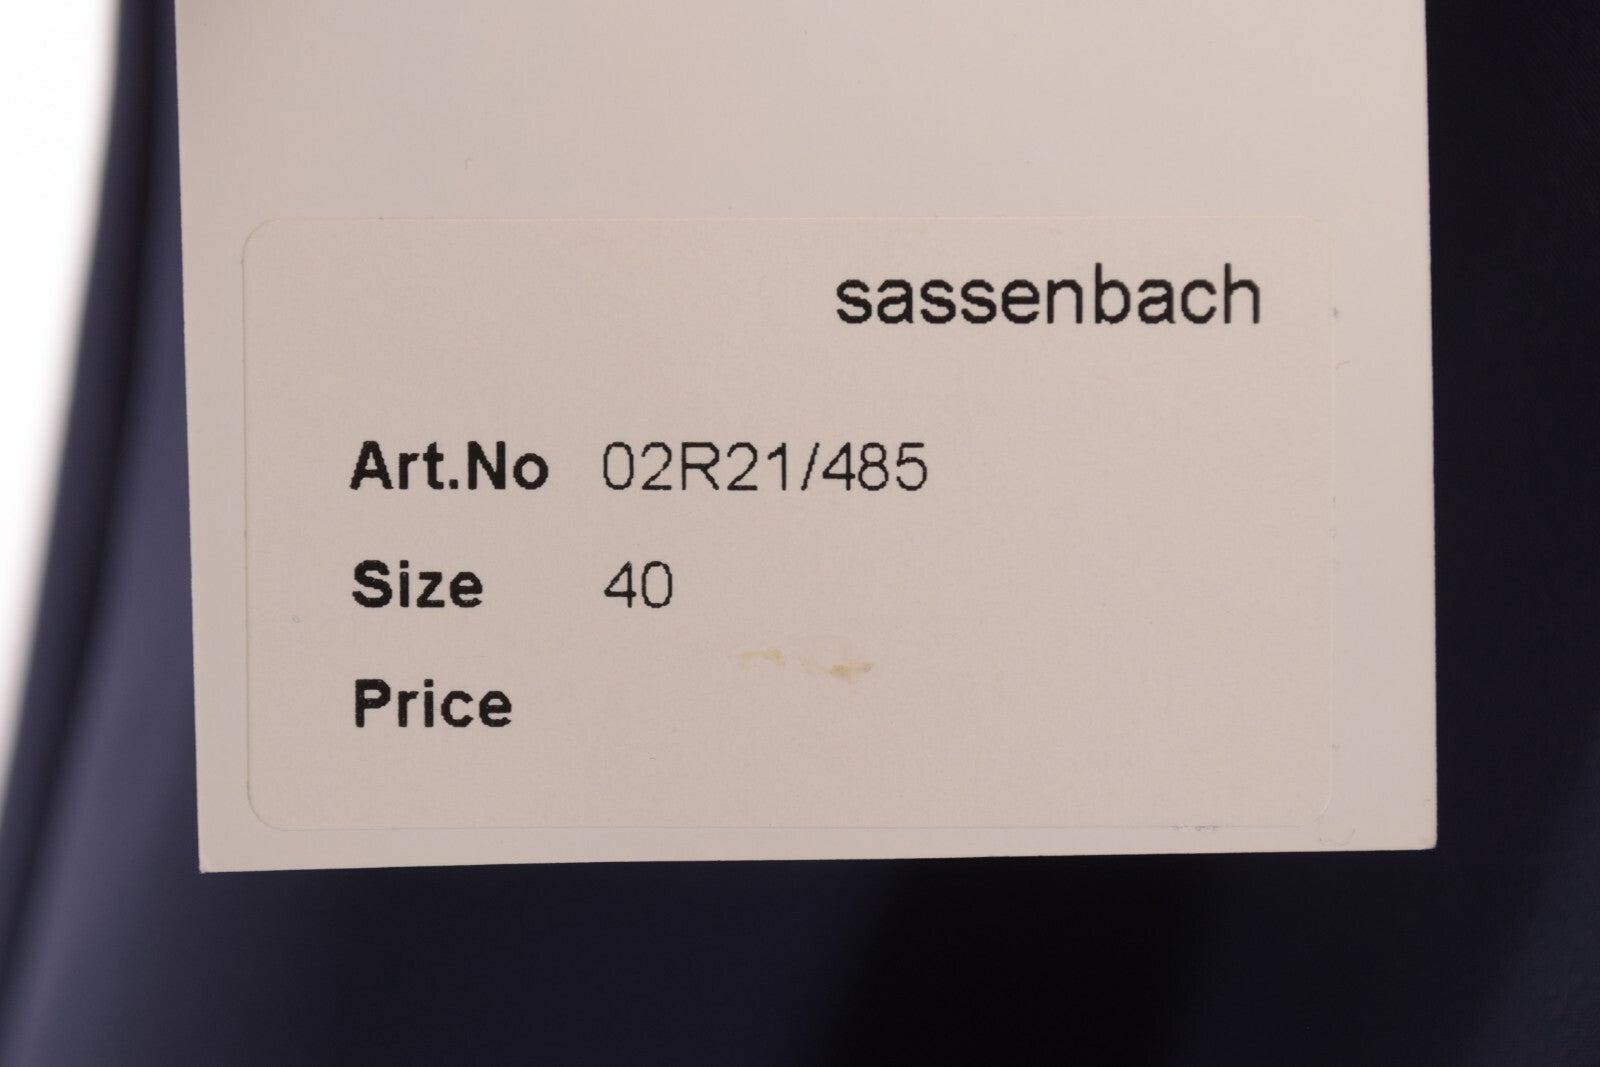 sassenbach
Art.No 02R21/485
Size 40
Price